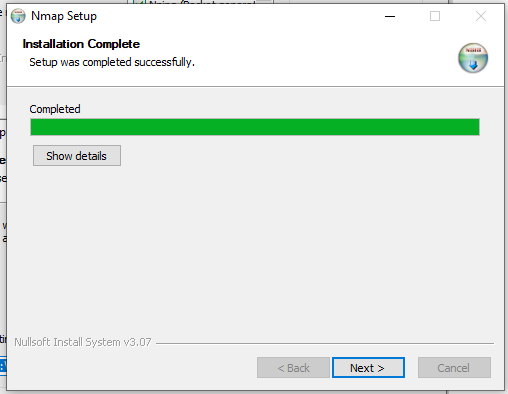 Nmap Setup
Installation Complete
Setup was completed successfully.
Completed
Show details
Nullsoft Install System v3.07
< Back
Next >
Cancel